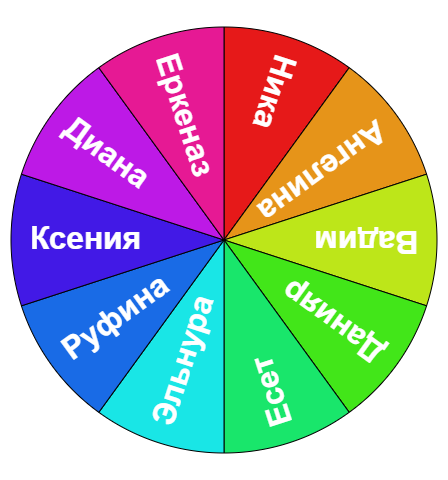 Ника
Ангелина
Вадим
Данияр
Есет
Эльнура
Руфина
Ксения
Диана
Еркеназ